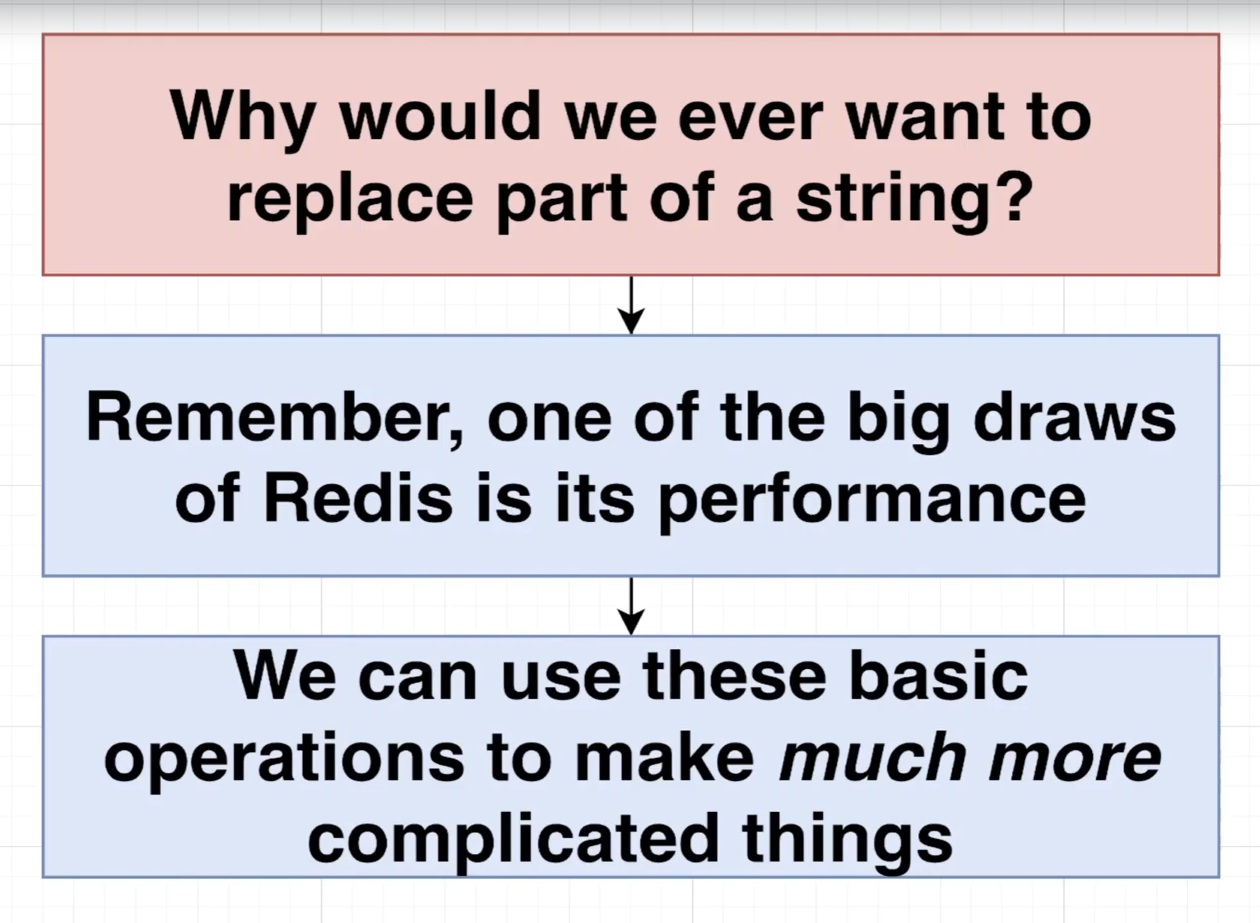 Why would we ever want to
replace part of a string?
Remember, one of the big draws
of Redis is its performance
We can use these basic
operations to make much more
complicated things